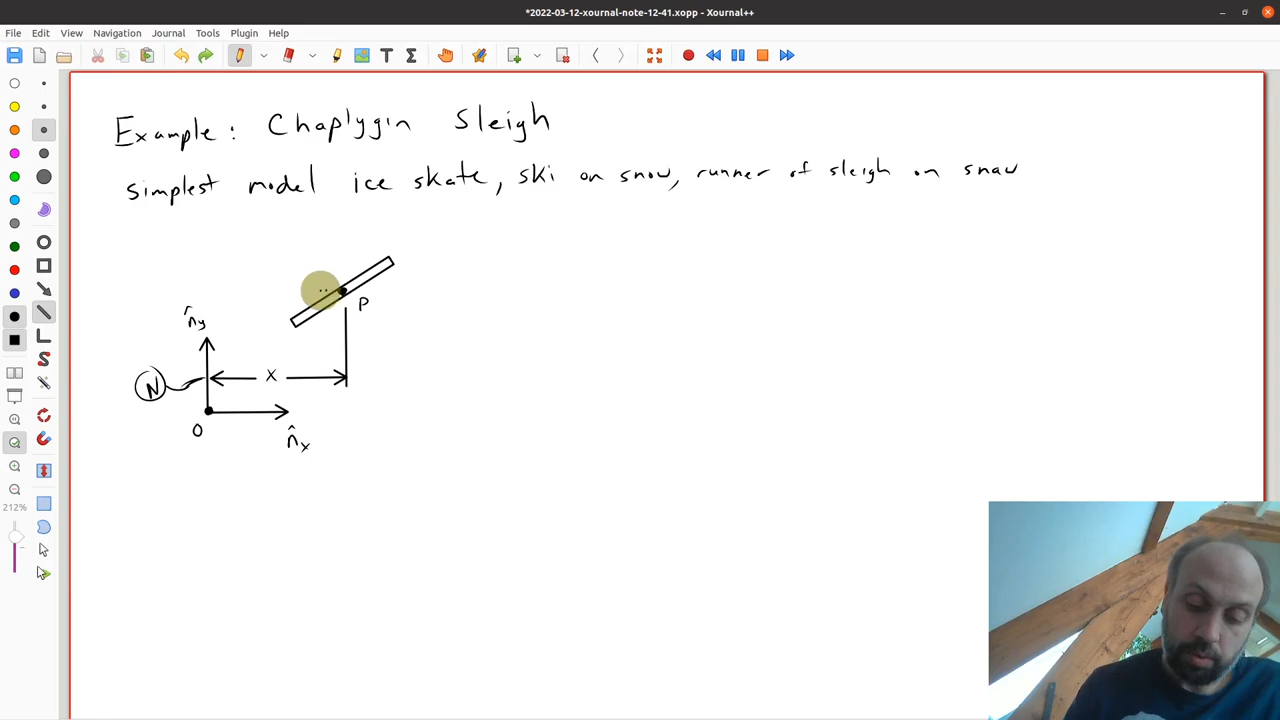 *2022-03-12-xournal-note-12-41.xopp - Xournal++
File Edit View Navigation Journal Tools Plugin Help
Example: Chaplygin Sleigh
simplest model ice skate, ski on snow, runner of sleigh on snow
P
n̂y
N
X
O
n̂x
212%